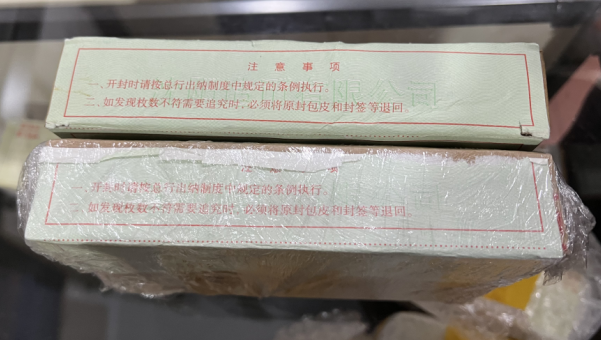 注意事项
一、开封时请按总行出纳制度中规定的条例执行。
二、如发现枚数不符需要追究时，必须将原封包皮和封签等退回。
一、开封时请按总行出纳制度中规定的条例执行
二、如发现枚数不符需要追究时，必须将原封包皮和封签等退回。